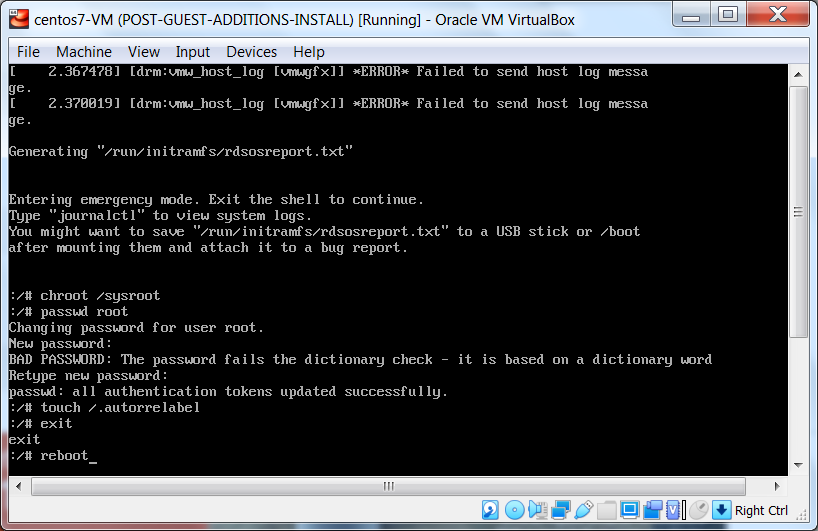 centos7-VM (POST-GUEST-ADDITIONS-INSTALL) [Running] - Oracle VM VirtualBox
File Machine View Input Devices Help
[    2.367478] [drm:vmw_host_log [vmwgfx]] *ERROR* Failed to send host log messa
ge.
[    2.370019] [drm:vmw_host_log [vmwgfx]] *ERROR* Failed to send host log messa
ge.
Generating "/run/initramfs/rdsosreport.txt"
Entering emergency mode. Exit the shell to continue.
Type "journalctl" to view system logs.
You might want to save "/run/initramfs/rdsosreport.txt" to a USB stick or /boot
after mounting them and attach it to a bug report.
:/# chroot /sysroot
:/# passwd root
Changing password for user root.
New password:
BAD PASSWORD: The password fails the dictionary check - it is based on a dictionary word
Retype new password:
passwd: all authentication tokens updated successfully.
:/# touch /.autorrelabel
:/# exit
exit
:/# reboot_
Right Ctrl